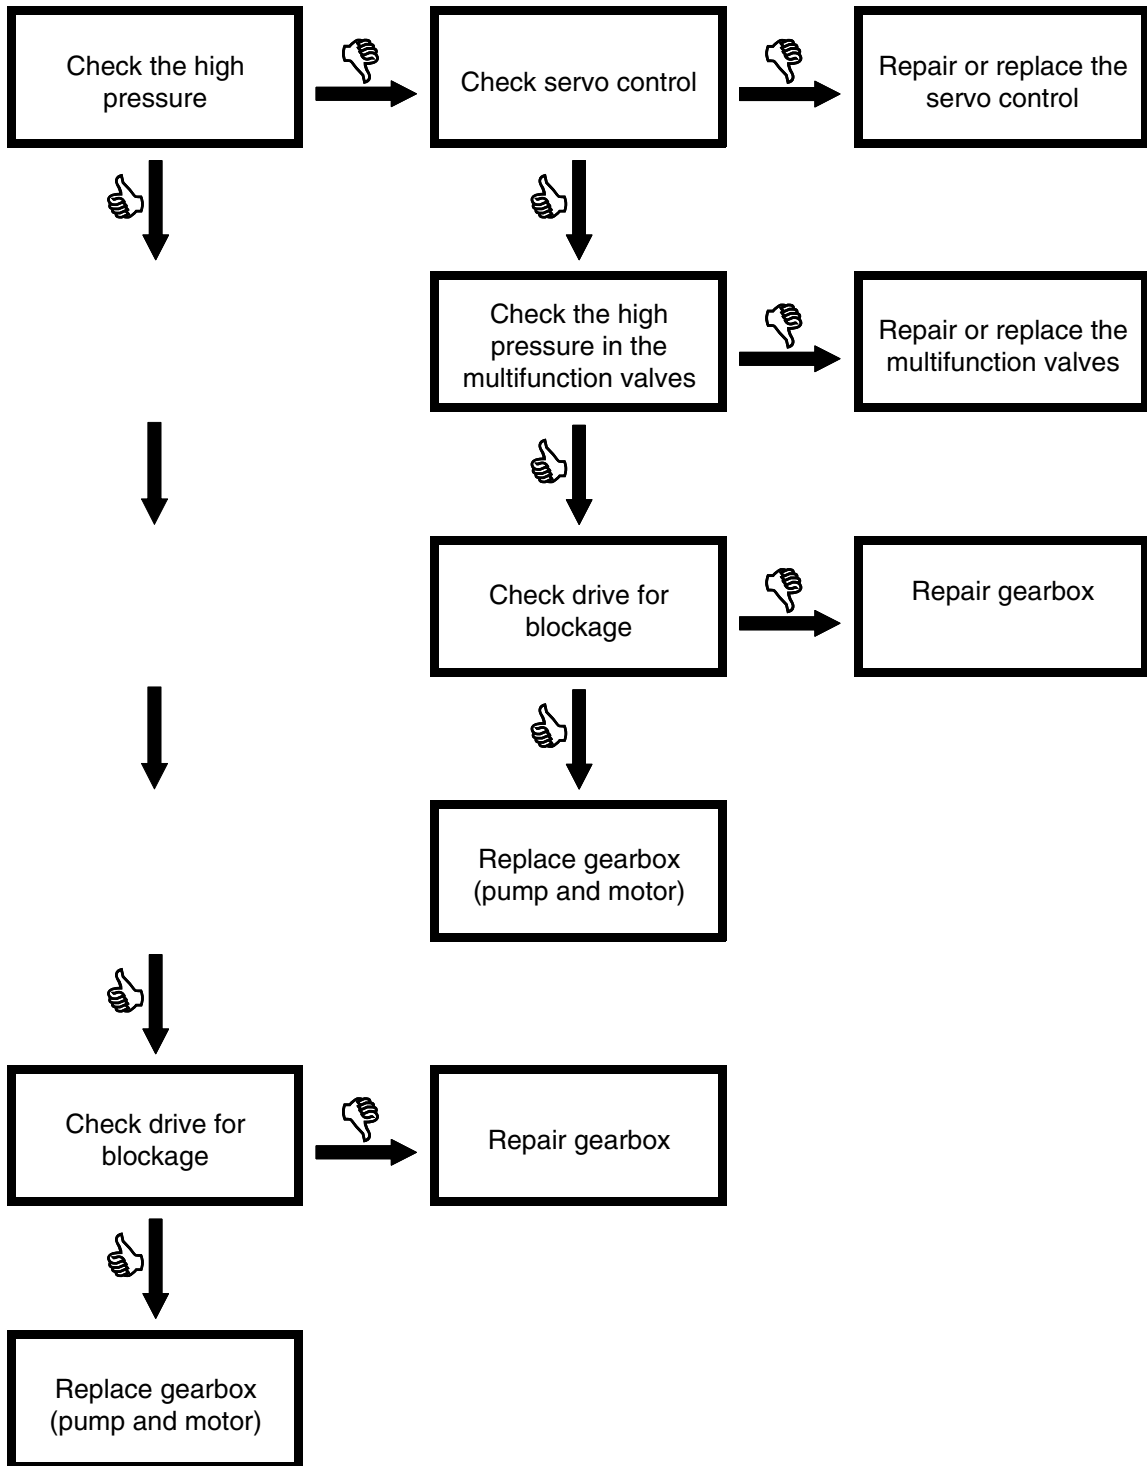 Check the high
pressure
Check servo control
Repair or replace the
servo control
Check the high
pressure in the
multifunction valves
Repair or replace the
multifunction valves
Check drive for
blockage
Repair gearbox
Replace gearbox
(pump and motor)
Check drive for
blockage
Repair gearbox
Replace gearbox
(pump and motor)